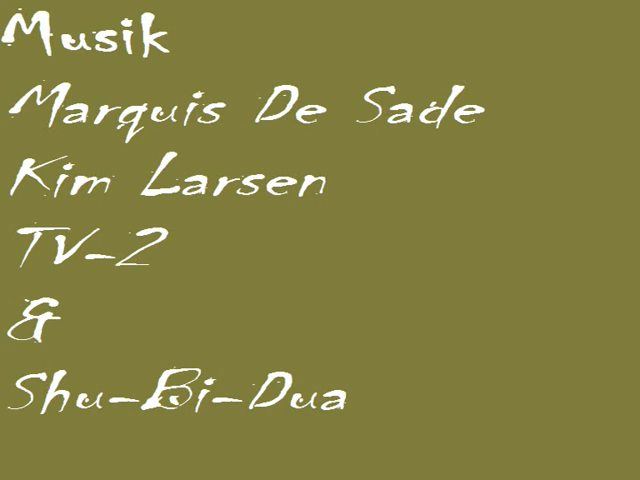 Musik
Marquis De Sade
Kim Larsen
TV-2
&
Shu-Bi-Dua